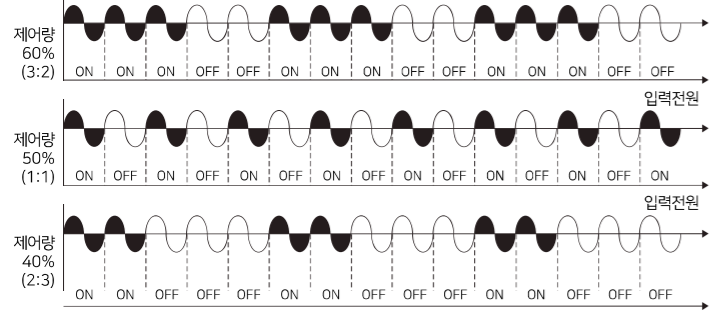 제어량
60%
(3:2)
ON ON ON OFF OFF ON ON ON OFF OFF ON ON ON OFF OFF
입력전원
제어량
50%
(1:1)
ON OFF ON OFF ON OFF ON OFF ON OFF ON OFF ON OFF ON
입력전원
제어량
40%
(2:3)
ON ON OFF OFF OFF ON ON OFF OFF OFF ON ON OFF OFF OFF